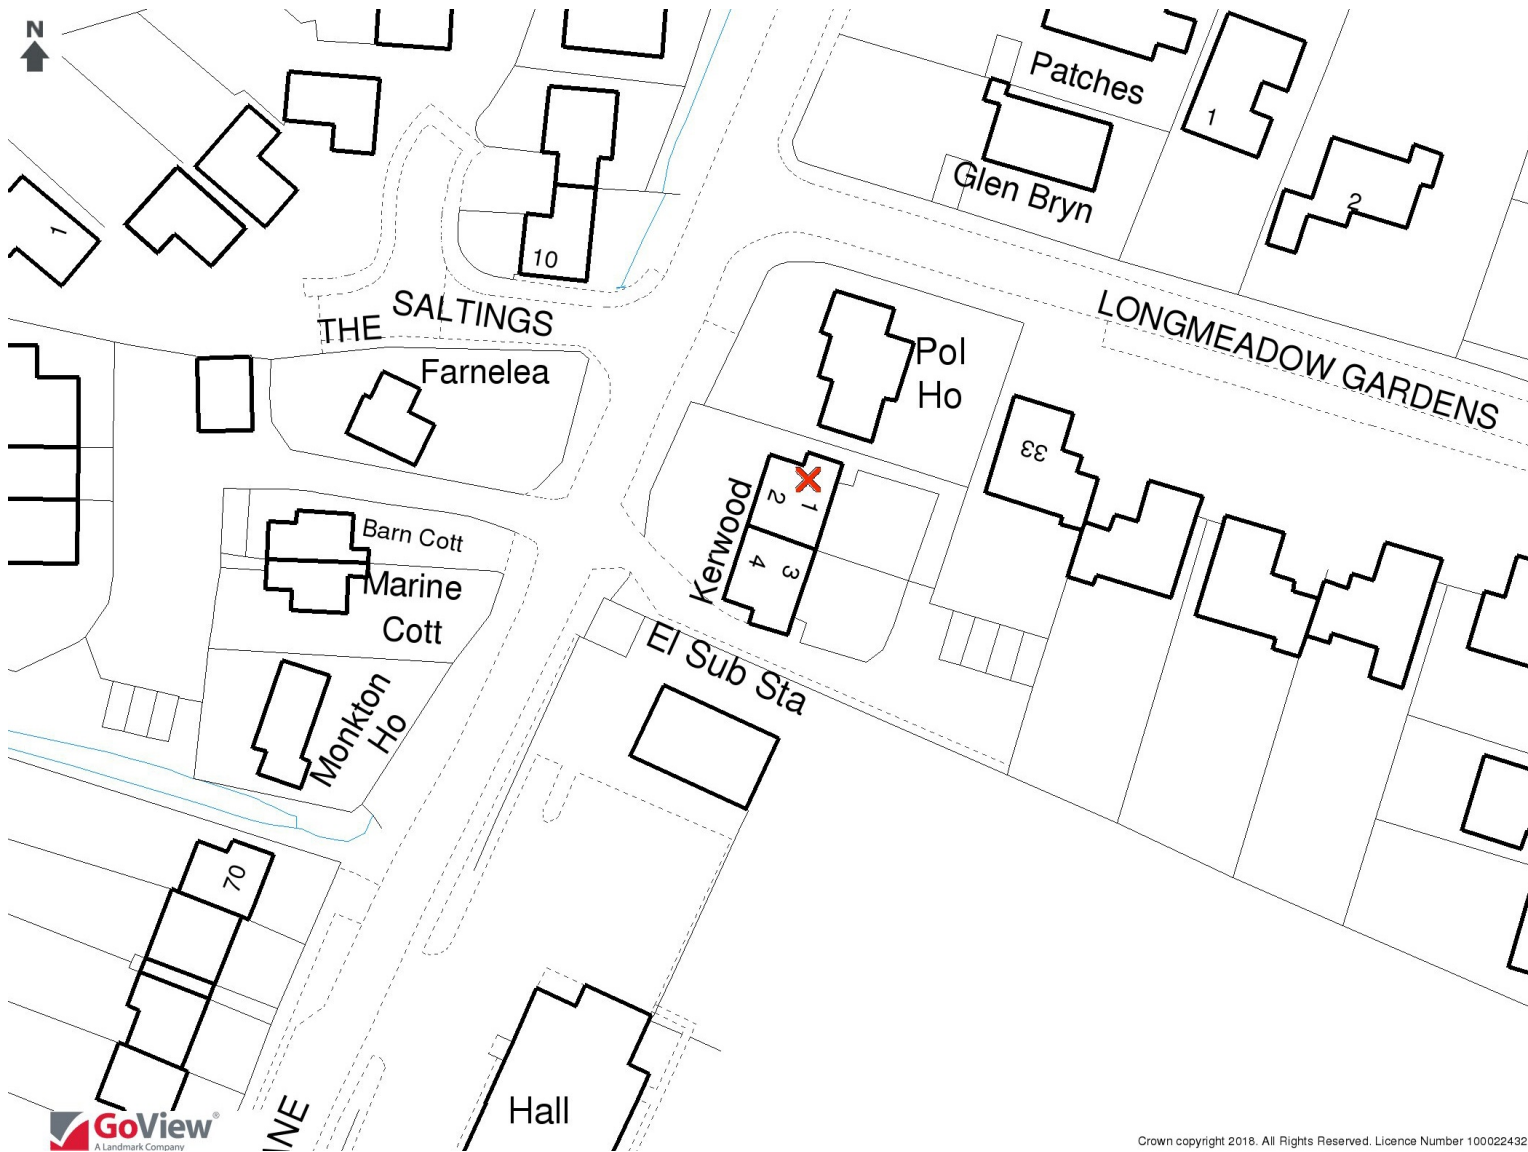 N
Patches
1
Glen Bryn
2
1
10
THE SALTINGS
LONGMEADOW GARDENS
Farnelea
Pol
Ho
33
Kerwood
2
1
4
3
Barn Cott
Marine
Cott
El Sub Sta
Monkton
Ho
70
Hall
GoView®
A Landmark Company
Crown copyright 2018. All Rights Reserved. Licence Number 100022432